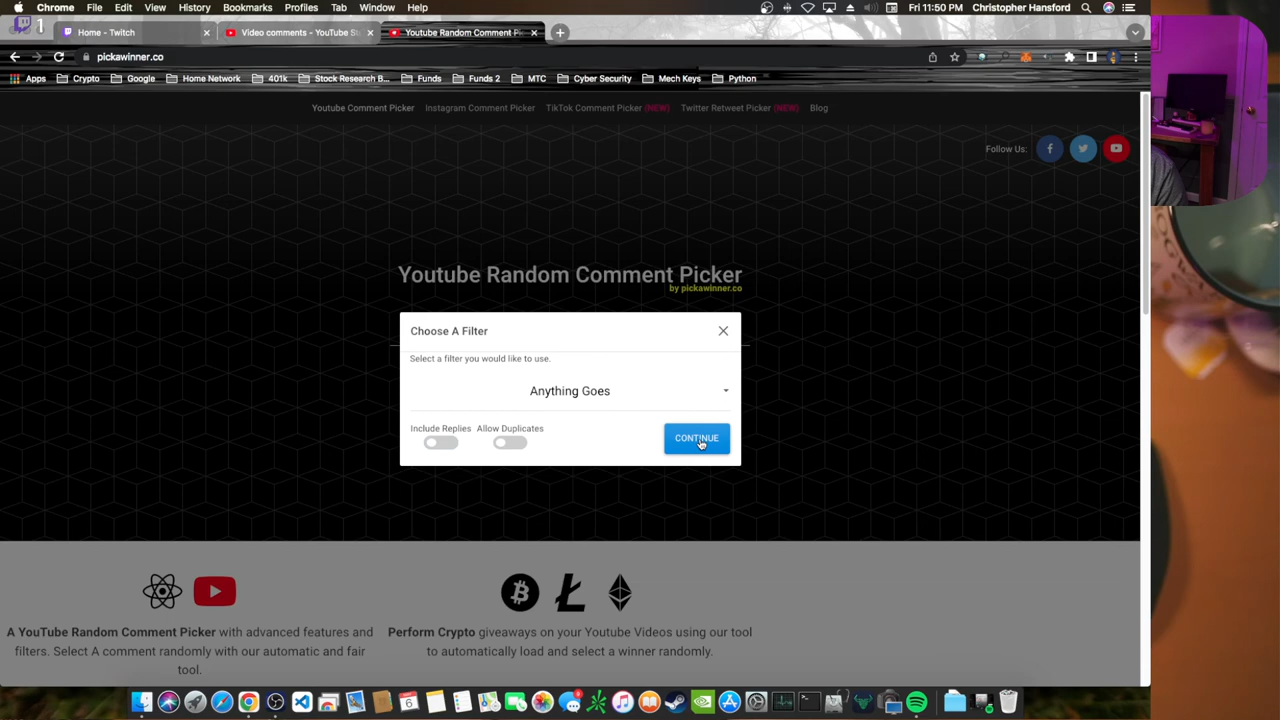 Chrome File Edit View History Bookmarks Profiles Tab Window Help Fri 11:50 PM Christopher Hansford
1
Home - Twitch Video comments - YouTube St Youtube Random Comment Pi
pickawinner.co
Apps Crypto Google Home Network 401k Stock Research B... Funds Funds 2 MTC Cyber Security Mech Keys Python
Youtube Comment Picker Instagram Comment Picker TikTok Comment Picker (NEW) Twitter Retweet Picker (NEW) Blog
Follow Us:
Youtube Random Comment Picker
by pickawinner.co
Choose A Filter
Select a filter you would like to use.
Anything Goes
Include Replies Allow Duplicates
CONTINUE
A YouTube Random Comment Picker with advanced features and
filters. Select A comment randomly with our automatic and fair
tool.
Perform Crypto giveaways on your Youtube Videos using our tool
to automatically load and select a winner randomly.
6